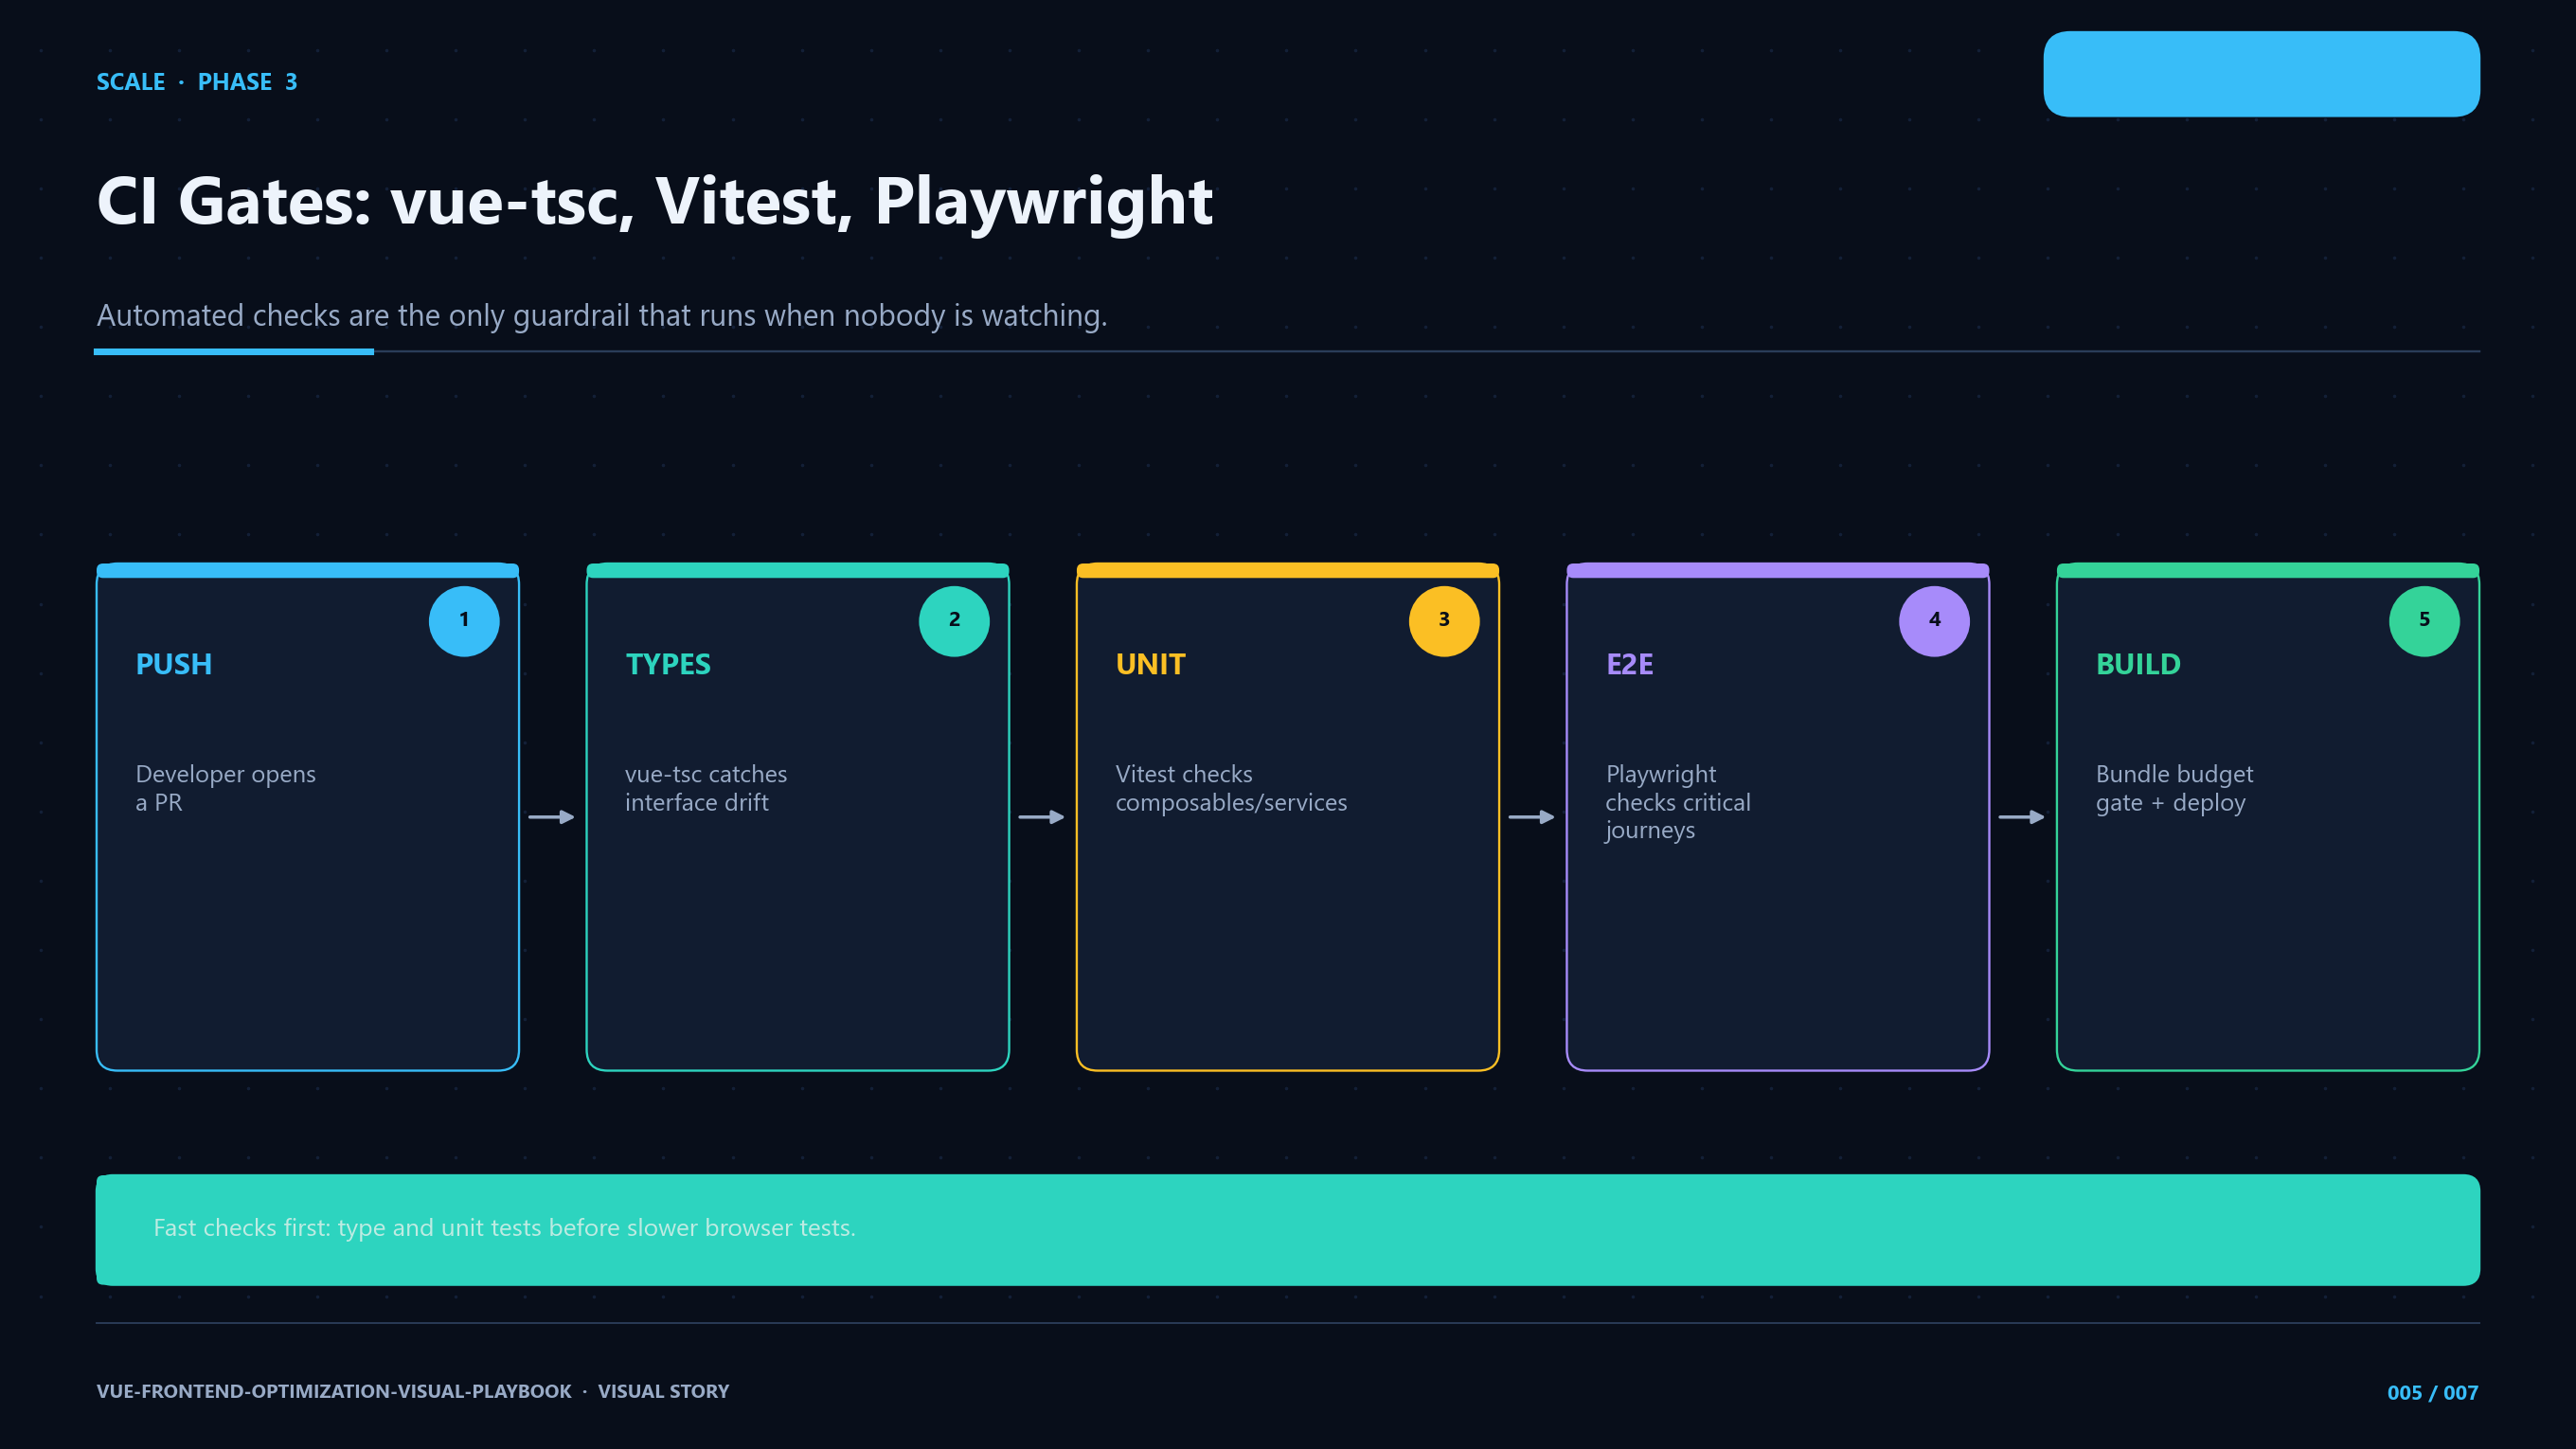 SCALE · PHASE 3
CI Gates: vue-tsc, Vitest, Playwright
Automated checks are the only guardrail that runs when nobody is watching.
1
PUSH
Developer opens
a PR
2
TYPES
vue-tsc catches
interface drift
3
UNIT
Vitest checks
composables/services
4
E2E
Playwright
checks critical
journeys
5
BUILD
Bundle budget
gate + deploy
Fast checks first: type and unit tests before slower browser tests.
VUE-FRONTEND-OPTIMIZATION-VISUAL-PLAYBOOK · VISUAL STORY
005 / 007